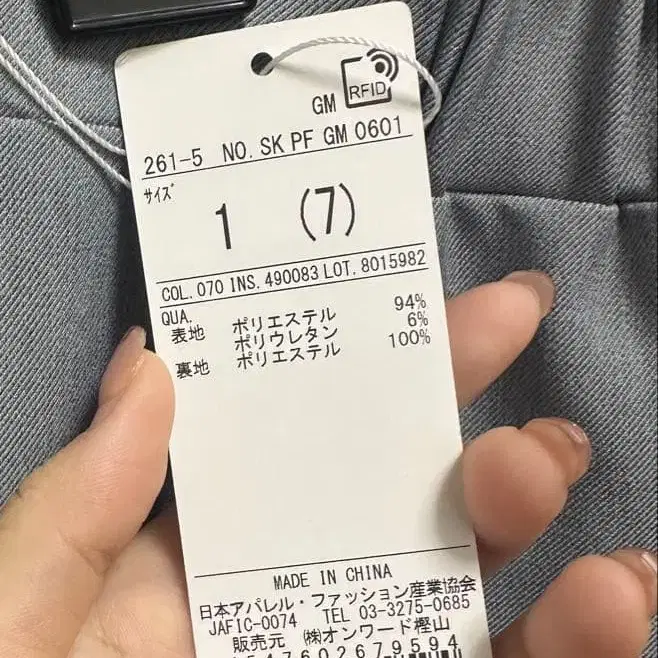 GM RFID
261-5 NO. SK PF GM 0601
サイズ
1 (7)
COL. 070 INS. 490083 LOT. 8015982
QUA.
表地 ポリエステル 94%
ポリウレタン 6%
裏地 ポリエステル 100%
MADE IN CHINA
日本アパレル・ファッション産業協会
JAFIC-0074 TEL 03-3275-0685
販売元 ㈱オンワード樫山